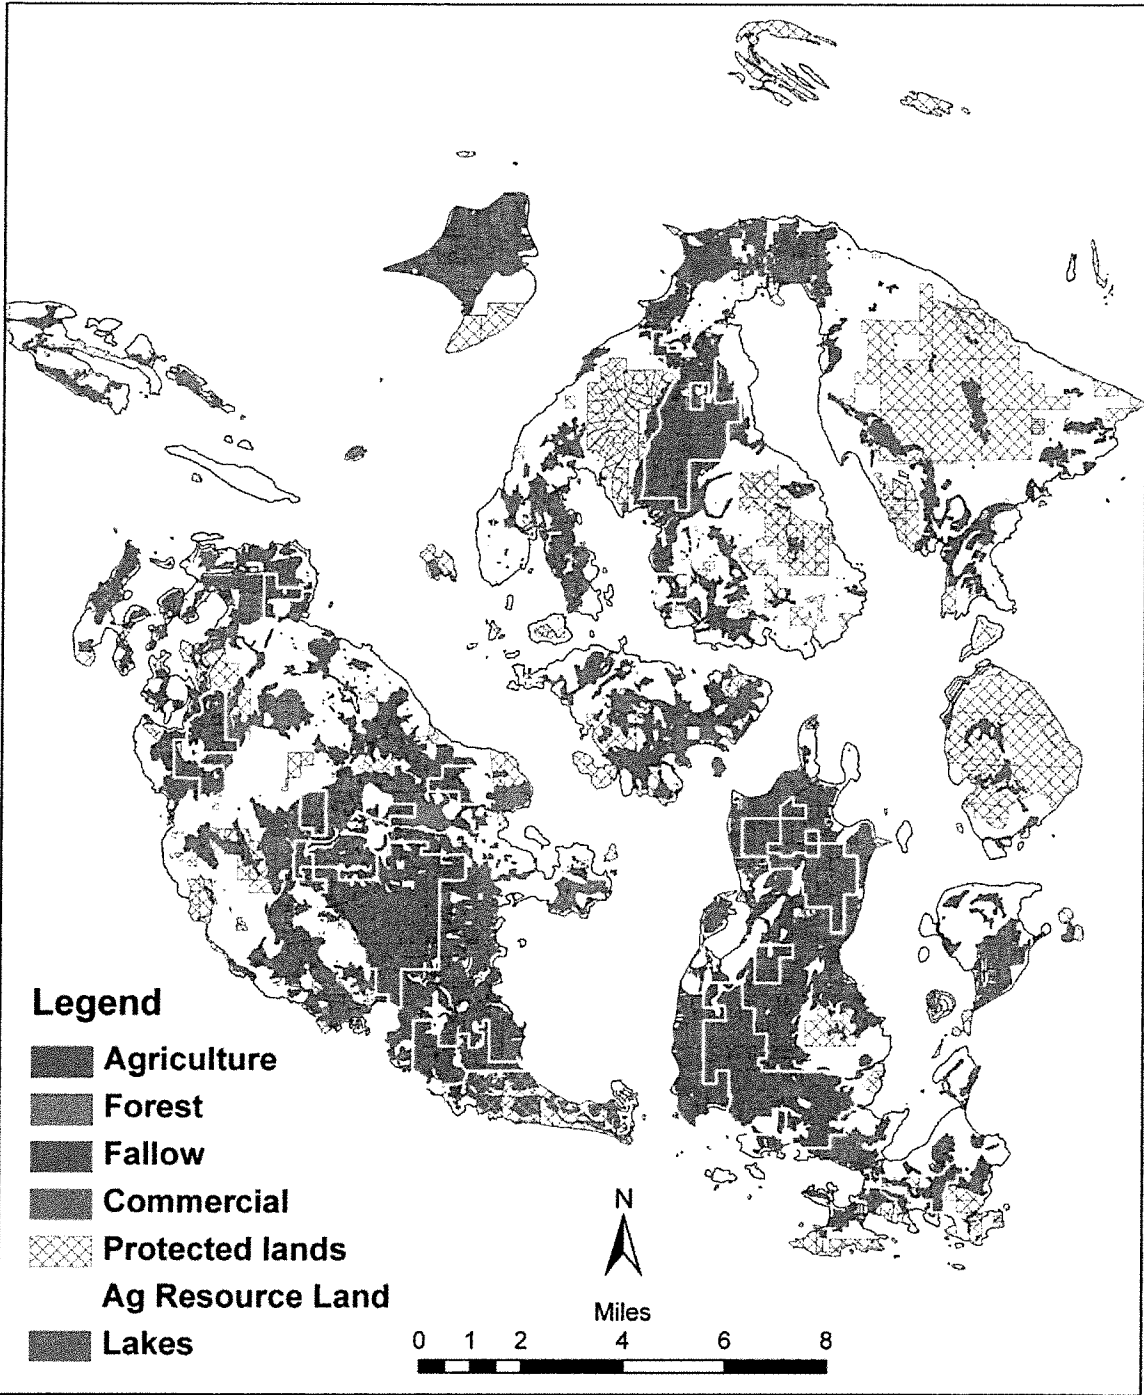 Legend
Agriculture
Forest
Fallow
Commercial
Protected lands
Ag Resource Land
Lakes
N
Miles
0 1 2 4 6 8